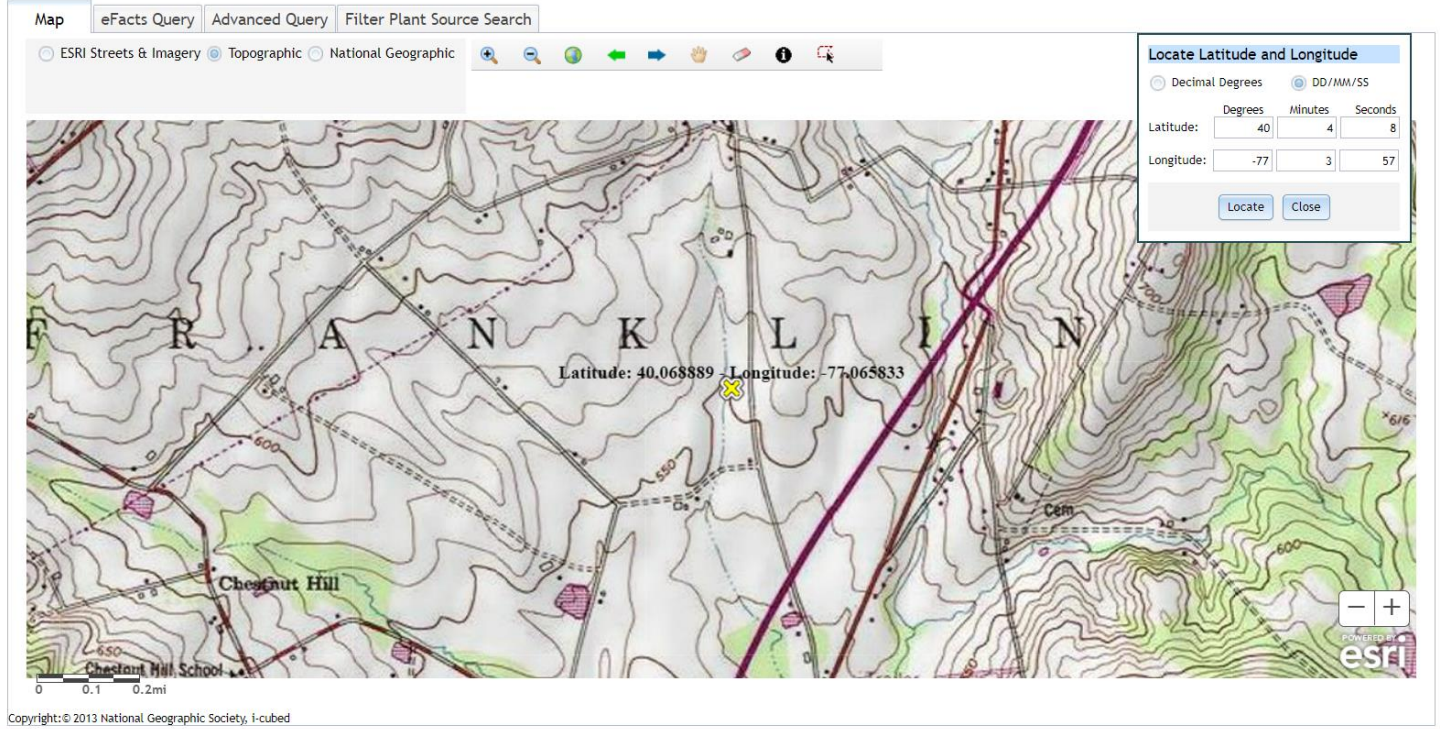 Map eFacts Query Advanced Query Filter Plant Source Search
ESRI Streets & Imagery Topographic National Geographic
Locate Latitude and Longitude
Decimal Degrees DD/MM/SS
Degrees Minutes Seconds
Latitude: 40 4 8
Longitude: -77 3 57
Locate Close
700
F R A N K L I N
Latitude: 40.068889 - Longitude: -77.065833
616
600
550
Cem
600
Chestnut Hill
650
Chestnut Hill School
− +
POWERED BY
esri
0 0.1 0.2mi
Copyright:© 2013 National Geographic Society, i-cubed